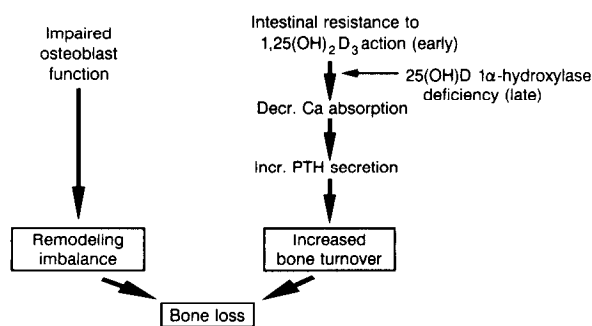 Impaired
osteoblast
function
Intestinal resistance to
1,25(OH)₂D₃ action (early)
25(OH)D 1α-hydroxylase
deficiency (late)
Decr. Ca absorption
Incr. PTH secretion
Remodeling
imbalance
Increased
bone turnover
Bone loss